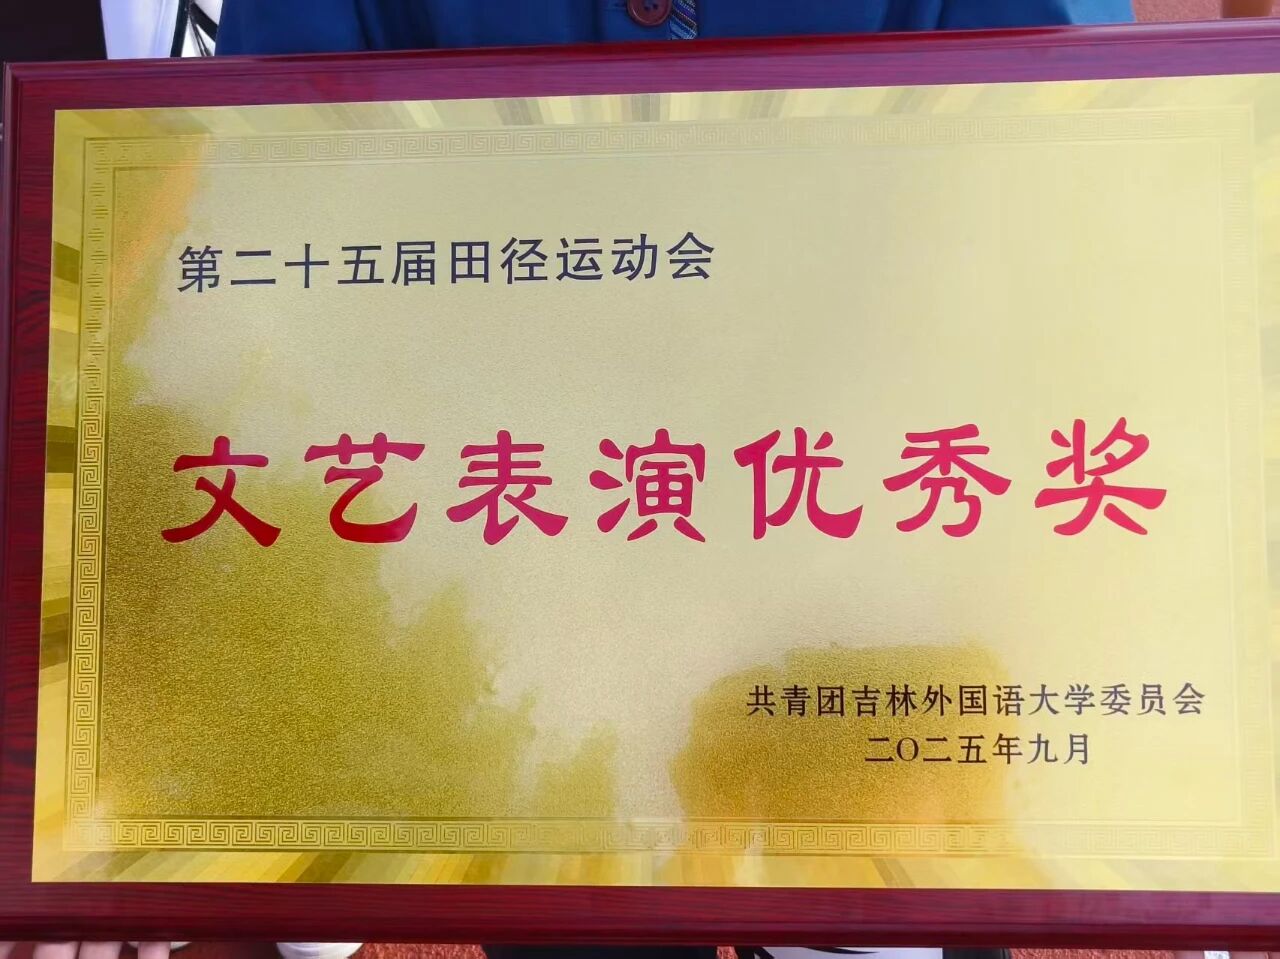 第二十五届田径运动会
文艺表演优秀奖
共青团吉林外国语大学委员会
二〇二五年九月